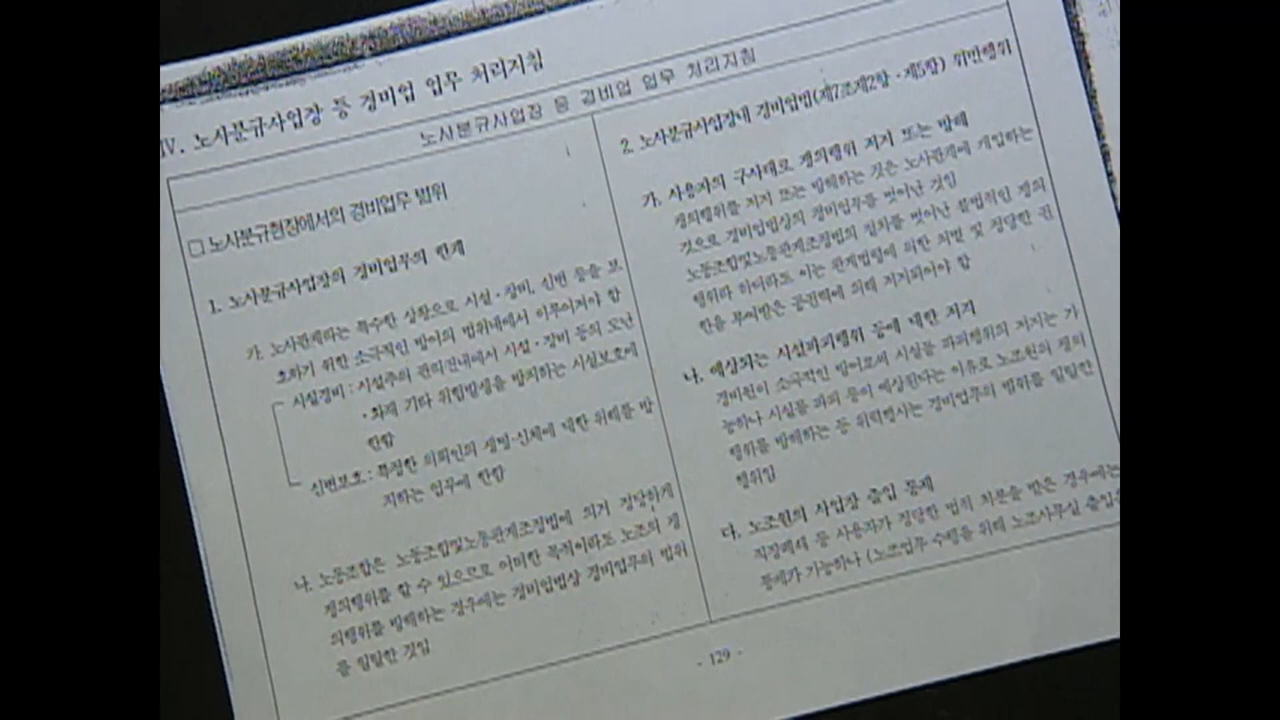 Ⅳ. 노사분규사업장 등 경비업 업무 처리지침
노사분규사업장 등 경비업 업무 처리지침
□ 노사분규현장에서의 경비업무 범위
1. 노사분규사업장의 경비업무의 한계
가. 노사관계라는 특수한 상황으로 시설·장비, 신변 등을 보
호하기 위한 소극적인 방어의 범위내에서 이루어져야 함
시설경비 : 시설주의 관리권내에서 시설·장비 등의 도난
·화재 기타 위험발생을 방지하는 시설보호에
한함
신변보호 : 특정한 의뢰인의 생명·신체에 대한 위해를 방
지하는 업무에 한함
나. 노동조합은 노동조합및노동관계조정법에 의거 정당하게
쟁의행위를 할 수 있으므로 어떠한 목적이라도 노조의 쟁
의행위를 방해하는 경우에는 경비업법상 경비업무의 범위
를 일탈한 것임
2. 노사분규사업장내 경비업법(제7조제2항·제5항) 위반행위
가. 사용자의 구사대로 쟁의행위 저지 또는 방해
쟁의행위를 저지 또는 방해하는 것은 노사관계에 개입하는
것으로 경비업법상의 경비업무를 벗어난 것임
노동조합및노동관계조정법의 절차를 벗어난 불법적인 쟁의
행위라 하더라도 이는 관계법령에 의한 처벌 및 정당한 권
한을 부여받은 공권력에 의해 저지되어야 함
나. 예상되는 시설파괴행위 등에 대한 저지
경비원이 소극적인 방어로써 시설물 파괴행위의 저지는 가
능하나 시설물 파괴 등이 예상된다는 이유로 노조원의 쟁의
행위를 방해하는 등 위력행사는 경비업무의 범위를 일탈한
행위임
다. 노조원의 사업장 출입 통제
직장폐쇄 등 사용자가 정당한 법적 처분을 받은 경우에는
통제가 가능하나 (노조업무 수행을 위해 노조사무실 출입은
- 129 -